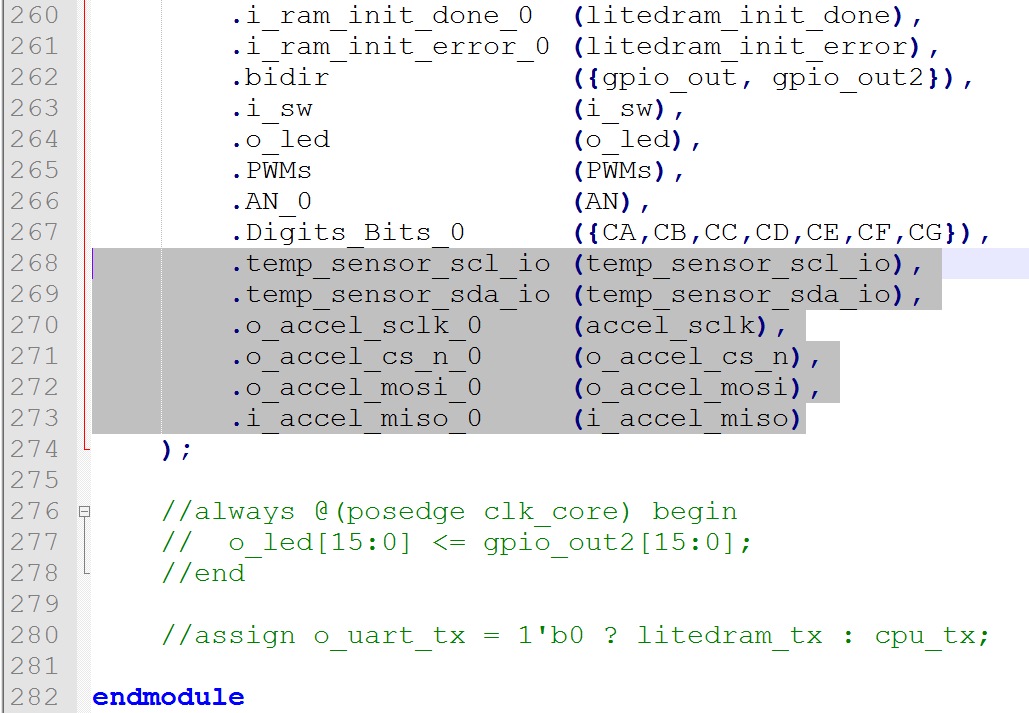 260 .i_ram_init_done_0 (litedram_init_done),
261 .i_ram_init_error_0 (litedram_init_error),
262 .bidir ({gpio_out, gpio_out2}),
263 .i_sw (i_sw),
264 .o_led (o_led),
265 .PWMs (PWMs),
266 .AN_0 (AN),
267 .Digits_Bits_0 ({CA,CB,CC,CD,CE,CF,CG}),
268 .temp_sensor_scl_io (temp_sensor_scl_io),
269 .temp_sensor_sda_io (temp_sensor_sda_io),
270 .o_accel_sclk_0 (accel_sclk),
271 .o_accel_cs_n_0 (o_accel_cs_n),
272 .o_accel_mosi_0 (o_accel_mosi),
273 .i_accel_miso_0 (i_accel_miso)
274 );
275
276 //always @(posedge clk_core) begin
277 //  o_led[15:0] <= gpio_out2[15:0];
278 //end
279
280 //assign o_uart_tx = 1'b0 ? litedram_tx : cpu_tx;
281
282 endmodule